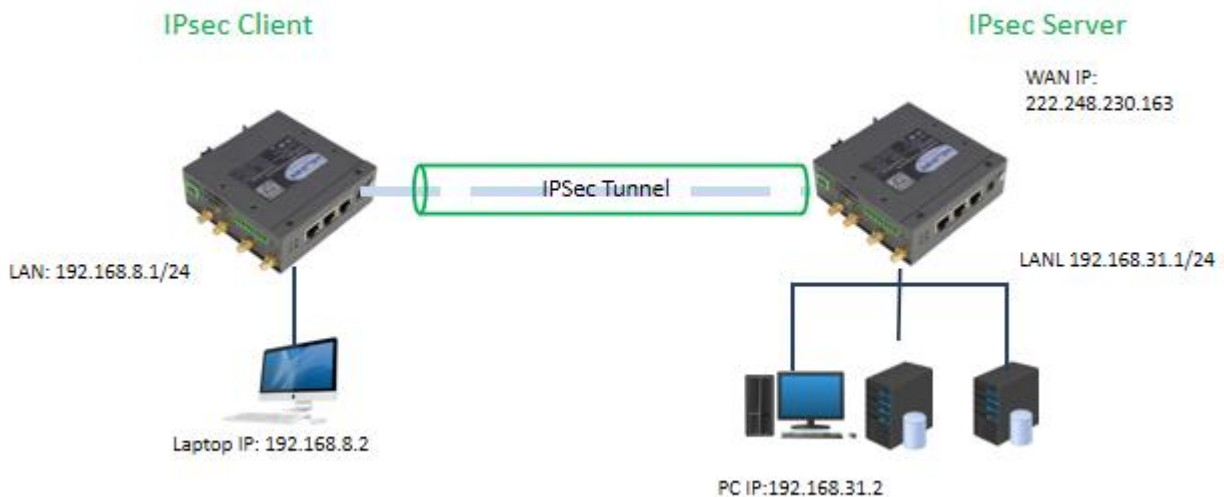 IPsec Client
IPsec Server
WAN IP:
222.248.230.163
IPSec Tunnel
LAN: 192.168.8.1/24
LANL 192.168.31.1/24
Laptop IP: 192.168.8.2
PC IP:192.168.31.2